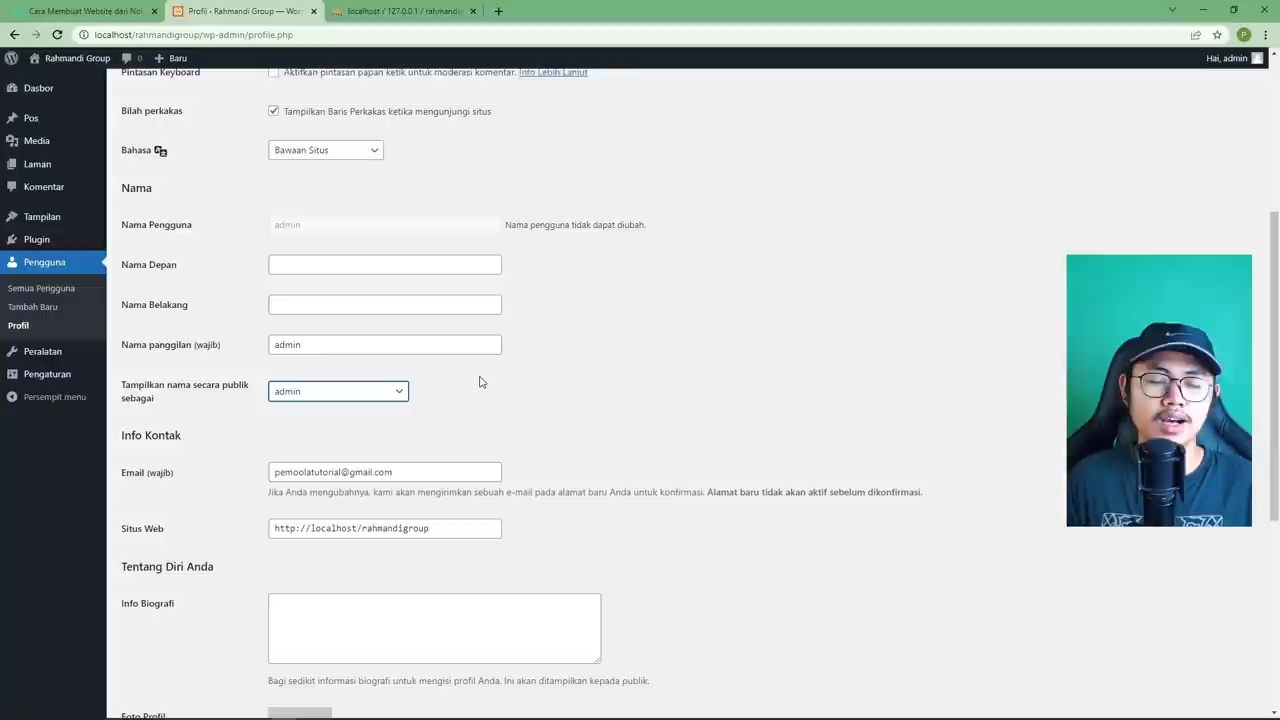 Cara Membuat Website dari Nol
Profil ‹ Rahmandi Group — Wor
localhost / 127.0.0.1 / rahmandi
localhost/rahmandigroup/wp-admin/profile.php
P
Rahmandi Group
0
Baru
Hai, admin
Dasbor
Pos
Media
Laman
Komentar
Tampilan
Plugin
Pengguna
Semua Pengguna
Tambah Baru
Profil
Peralatan
Pengaturan
Persempit menu
Pintasan Keyboard
Aktifkan pintasan papan ketik untuk moderasi komentar. Info Lebih Lanjut
Bilah perkakas
Tampilkan Baris Perkakas ketika mengunjungi situs
Bahasa
Bawaan Situs
Nama
Nama Pengguna
admin
Nama pengguna tidak dapat diubah.
Nama Depan
Nama Belakang
Nama panggilan (wajib)
admin
Tampilkan nama secara publik
sebagai
admin
Info Kontak
Email (wajib)
pemoolatutorial@gmail.com
Jika Anda mengubahnya, kami akan mengirimkan sebuah e-mail pada alamat baru Anda untuk konfirmasi. Alamat baru tidak akan aktif sebelum dikonfirmasi.
Situs Web
http://localhost/rahmandigroup
Tentang Diri Anda
Info Biografi
Bagi sedikit informasi biografi untuk mengisi profil Anda. Ini akan ditampilkan kepada publik.
Foto Profil